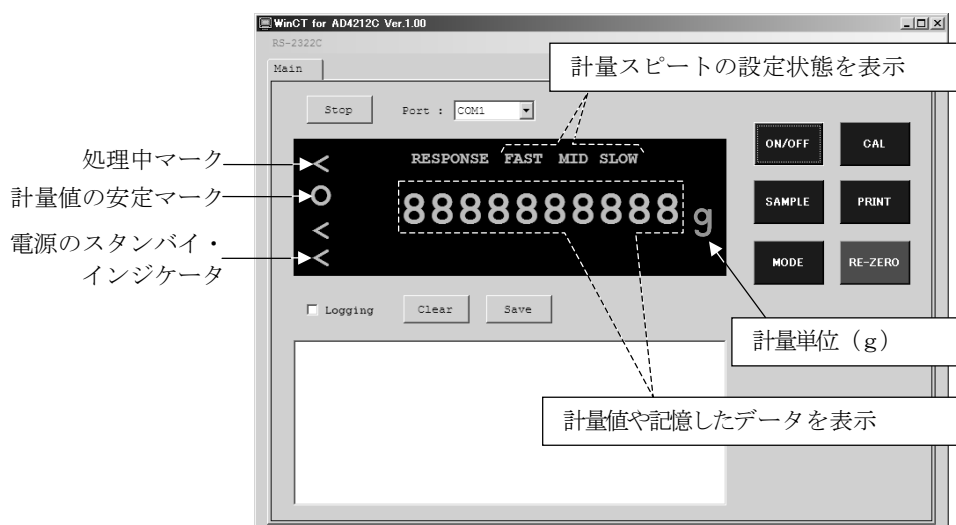 WinCT for AD4212C Ver.1.00
RS-2322C
Main
計量スピートの設定状態を表示
Stop
Port :
COM1
ON/OFF
CAL
処理中マーク
RESPONSE FAST MID SLOW
計量値の安定マーク
8888888888 g
SAMPLE
PRINT
電源のスタンバイ・
インジケータ
MODE
RE-ZERO
Logging
Clear
Save
計量単位（g）
計量値や記憶したデータを表示